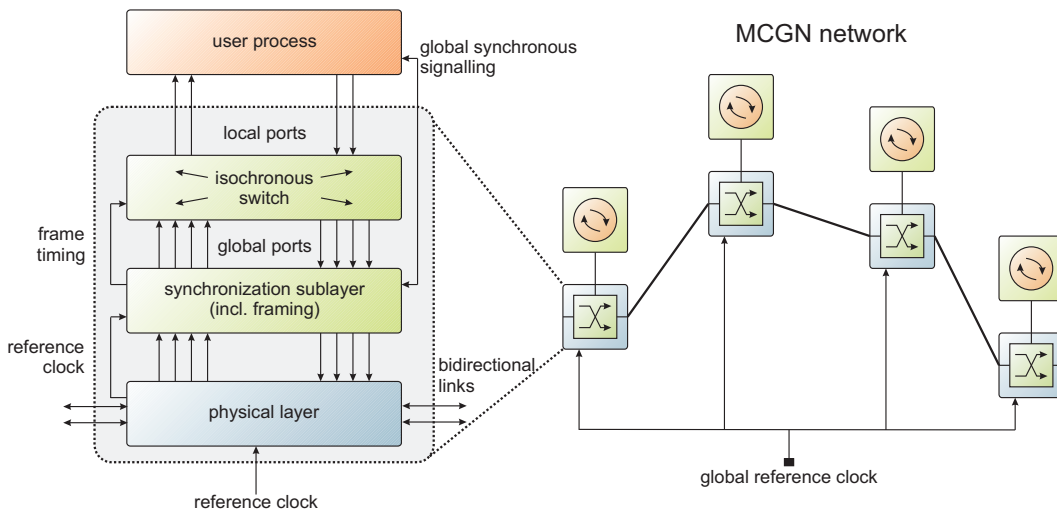 user process
global synchronous
signalling
MCGN network
local ports
isochronous
switch
frame
timing
global ports
synchronization sublayer
(incl. framing)
reference
clock
bidirectional
links
physical layer
reference clock
global reference clock